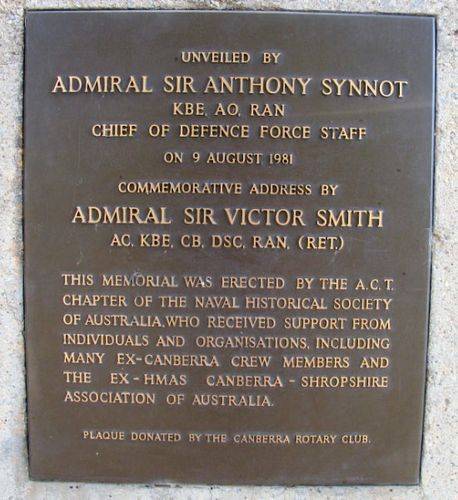 UNVEILED BY
ADMIRAL SIR ANTHONY SYNNOT
KBE, AO, RAN
CHIEF OF DEFENCE FORCE STAFF
ON 9 AUGUST 1981
COMMEMORATIVE ADDRESS BY
ADMIRAL SIR VICTOR SMITH
AC, KBE, CB, DSC, RAN, (RET.)
THIS MEMORIAL WAS ERECTED BY THE A.C.T.
CHAPTER OF THE NAVAL HISTORICAL SOCIETY
OF AUSTRALIA, WHO RECEIVED SUPPORT FROM
INDIVIDUALS AND ORGANISATIONS, INCLUDING
MANY EX-CANBERRA CREW MEMBERS AND
THE EX-HMAS CANBERRA-SHROPSHIRE
ASSOCIATION OF AUSTRALIA.
PLAQUE DONATED BY THE CANBERRA ROTARY CLUB.